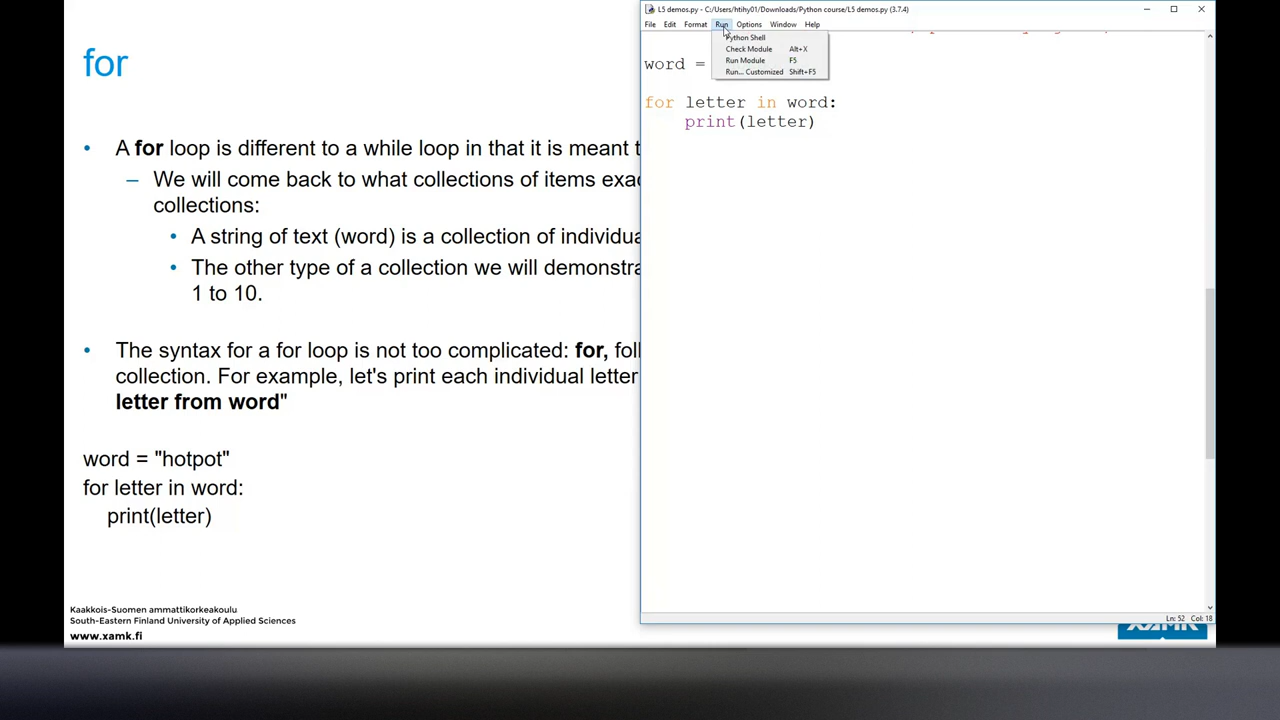 for
• A for loop is different to a while loop in that it is meant
– We will come back to what collections of items
collections:
• A string of text (word) is a collection of
• The other type of a collection we will
1 to 10.
• The syntax for a for loop is not too complicated: for,
collection. For example, let's print each individual letter
letter from word"
word = "hotpot"
for letter in word:
print(letter)
Kaakkois-Suomen ammattikorkeakoulu
South-Eastern Finland University of Applied Sciences
www.xamk.fi
L5 demos.py - C:/Users/htihy01/Downloads/Python course/L5 demos.py (3.7.4)
File Edit Format Run Options Window Help
Python Shell
Check Module Alt+X
Run Module F5
Run... Customized Shift+F5
word =
for letter in word:
print(letter)
Ln: 52 Col: 18